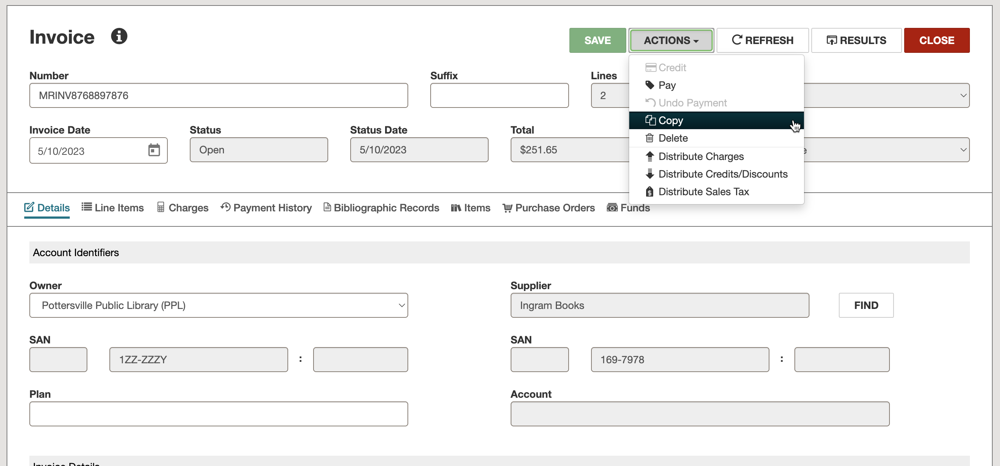 Invoice
SAVE
ACTIONS
REFRESH
RESULTS
CLOSE
Credit
Pay
Undo Payment
Copy
Delete
Distribute Charges
Distribute Credits/Discounts
Distribute Sales Tax
Number
Suffix
Lines
MRINV8768897876
2
Invoice Date
Status
Status Date
Total
5/10/2023
Open
5/10/2023
$251.65
Details
Line Items
Charges
Payment History
Bibliographic Records
Items
Purchase Orders
Funds
Account Identifiers
Owner
Supplier
Pottersville Public Library (PPL)
Ingram Books
FIND
SAN
SAN
1ZZ-ZZZY
:
169-7978
:
Plan
Account
Invoice Details